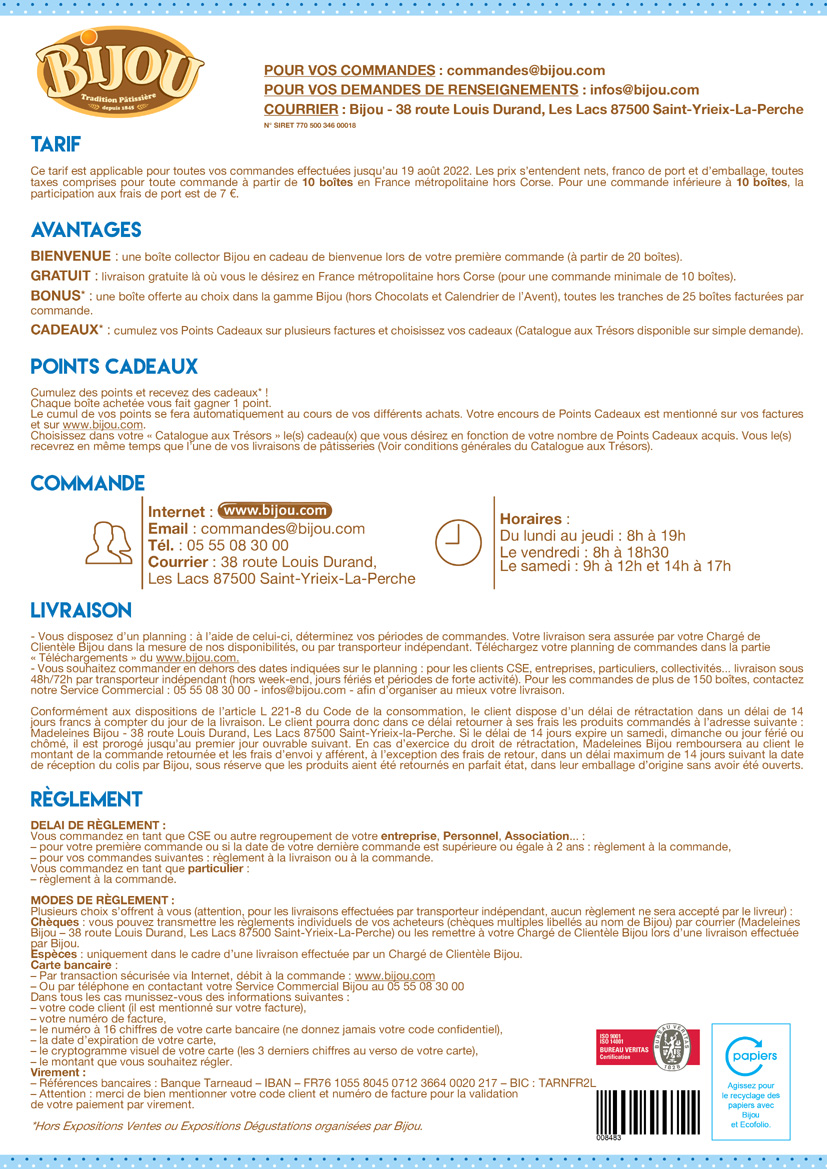 BIJOU
Tradition Pâtissière
depuis 1845
POUR VOS COMMANDES : commandes@bijou.com
POUR VOS DEMANDES DE RENSEIGNEMENTS : infos@bijou.com
COURRIER : Bijou - 38 route Louis Durand, Les Lacs 87500 Saint-Yrieix-La-Perche
N° SIRET 770 500 346 00018
TARIF
Ce tarif est applicable pour toutes vos commandes effectuées jusqu'au 19 août 2022. Les prix s'entendent nets, franco de port et d'emballage, toutes
taxes comprises pour toute commande à partir de 10 boîtes en France métropolitaine hors Corse. Pour une commande inférieure à 10 boîtes, la
participation aux frais de port est de 7 €.
AVANTAGES
BIENVENUE : une boîte collector Bijou en cadeau de bienvenue lors de votre première commande (à partir de 20 boîtes).
GRATUIT : livraison gratuite là où vous le désirez en France métropolitaine hors Corse (pour une commande minimale de 10 boîtes).
BONUS* : une boîte offerte au choix dans la gamme Bijou (hors Chocolats et Calendrier de l'Avent), toutes les tranches de 25 boîtes facturées par
commande.
CADEAUX* : cumulez vos Points Cadeaux sur plusieurs factures et choisissez vos cadeaux (Catalogue aux Trésors disponible sur simple demande).
POINTS CADEAUX
Cumulez des points et recevez des cadeaux* !
Chaque boîte achetée vous fait gagner 1 point.
Le cumul de vos points se fera automatiquement au cours de vos différents achats. Votre encours de Points Cadeaux est mentionné sur vos factures
et sur www.bijou.com.
Choisissez dans votre « Catalogue aux Trésors » le(s) cadeau(x) que vous désirez en fonction de votre nombre de Points Cadeaux acquis. Vous le(s)
recevrez en même temps que l'une de vos livraisons de pâtisseries (Voir conditions générales du Catalogue aux Trésors).
COMMANDE
Internet : www.bijou.com
Email : commandes@bijou.com
Tél. : 05 55 08 30 00
Courrier : 38 route Louis Durand,
Les Lacs 87500 Saint-Yrieix-La-Perche
Horaires :
Du lundi au jeudi : 8h à 19h
Le vendredi : 8h à 18h30
Le samedi : 9h à 12h et 14h à 17h
LIVRAISON
- Vous disposez d'un planning : à l'aide de celui-ci, déterminez vos périodes de commandes. Votre livraison sera assurée par votre Chargé de
Clientèle Bijou dans la mesure de nos disponibilités, ou par transporteur indépendant. Téléchargez votre planning de commandes dans la partie
« Téléchargements » du www.bijou.com.
- Vous souhaitez commander en dehors des dates indiquées sur le planning : pour les clients CSE, entreprises, particuliers, collectivités... livraison sous
48h/72h par transporteur indépendant (hors week-end, jours fériés et périodes de forte activité). Pour les commandes de plus de 150 boîtes, contactez
notre Service Commercial : 05 55 08 30 00 - infos@bijou.com - afin d'organiser au mieux votre livraison.
Conformément aux dispositions de l'article L 221-8 du Code de la consommation, le client dispose d'un délai de rétractation dans un délai de 14
jours francs à compter du jour de la livraison. Le client pourra donc dans ce délai retourner à ses frais les produits commandés à l'adresse suivante :
Madeleines Bijou - 38 route Louis Durand, Les Lacs 87500 Saint-Yrieix-la-Perche. Si le délai de 14 jours expire un samedi, dimanche ou jour férié ou
chômé, il est prorogé jusqu'au premier jour ouvrable suivant. En cas d'exercice du droit de rétractation, Madeleines Bijou remboursera au client le
montant de la commande retournée et les frais d'envoi y afférent, à l'exception des frais de retour, dans un délai maximum de 14 jours suivant la date
de réception du colis par Bijou, sous réserve que les produits aient été retournés en parfait état, dans leur emballage d'origine sans avoir été ouverts.
RÈGLEMENT
DELAI DE RÈGLEMENT :
Vous commandez en tant que CSE ou autre regroupement de votre entreprise, Personnel, Association... :
– pour votre première commande ou si la date de votre dernière commande est supérieure ou égale à 2 ans : règlement à la commande,
– pour vos commandes suivantes : règlement à la livraison ou à la commande.
Vous commandez en tant que particulier :
– règlement à la commande.
MODES DE RÈGLEMENT :
Plusieurs choix s'offrent à vous (attention, pour les livraisons effectuées par transporteur indépendant, aucun règlement ne sera accepté par le livreur) :
Chèques : vous pouvez transmettre les règlements individuels de vos acheteurs (chèques multiples libellés au nom de Bijou) par courrier (Madeleines
Bijou – 38 route Louis Durand, Les Lacs 87500 Saint-Yrieix-La-Perche) ou les remettre à votre Chargé de Clientèle Bijou lors d'une livraison effectuée
par Bijou.
Espèces : uniquement dans le cadre d'une livraison effectuée par un Chargé de Clientèle Bijou.
Carte bancaire :
– Par transaction sécurisée via Internet, débit à la commande : www.bijou.com
– Ou par téléphone en contactant votre Service Commercial Bijou au 05 55 08 30 00
Dans tous les cas munissez-vous des informations suivantes :
– votre code client (il est mentionné sur votre facture),
– votre numéro de facture,
– le numéro à 16 chiffres de votre carte bancaire (ne donnez jamais votre code confidentiel),
– la date d'expiration de votre carte,
– le cryptogramme visuel de votre carte (les 3 derniers chiffres au verso de votre carte),
– le montant que vous souhaitez régler.
Virement :
– Références bancaires : Banque Tarneaud – IBAN – FR76 1055 8045 0712 3664 0020 217 – BIC : TARNFR2L
– Attention : merci de bien mentionner votre code client et numéro de facture pour la validation
de votre paiement par virement.
*Hors Expositions Ventes ou Expositions Dégustations organisées par Bijou.
ISO 9001
ISO 14001
BUREAU VERITAS
Certification
BUREAU VERITAS
1828
008483
papiers
Agissez pour
le recyclage des
papiers avec
Bijou
et Ecofolio.